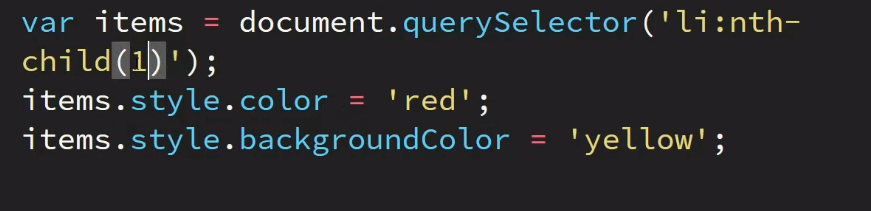 var items = document.querySelector('li:nth-
child(1)');
items.style.color = 'red';
items.style.backgroundColor = 'yellow';